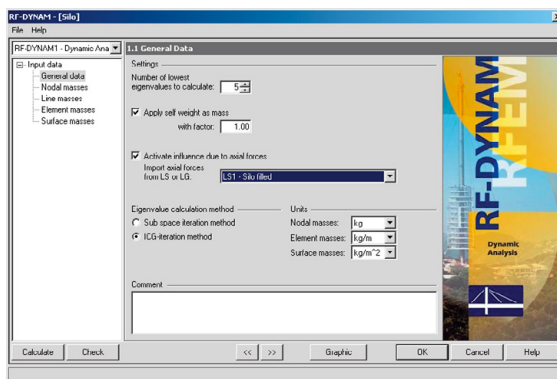 RF-DYNAM - [Silo]
File Help
RF-DYNAM1 - Dynamic Ana
1.1 General Data
Input data
General data
Nodal masses
Line masses
Element masses
Surface masses
Settings
Number of lowest
eigenvalues to calculate: 5
Apply self weight as mass
with factor: 1.00
Activate influence due to axial forces
Import axial forces
from LS or LG: LS1 - Silo filled
Eigenvalue calculation method
Sub space iteration method
ICG-iteration method
Units
Nodal masses: kg
Element masses: kg/m
Surface masses: kg/m^2
Comment
RF-DYNAM
RFEM
Dynamic
Analysis
Calculate Check << >> Graphic OK Cancel Help